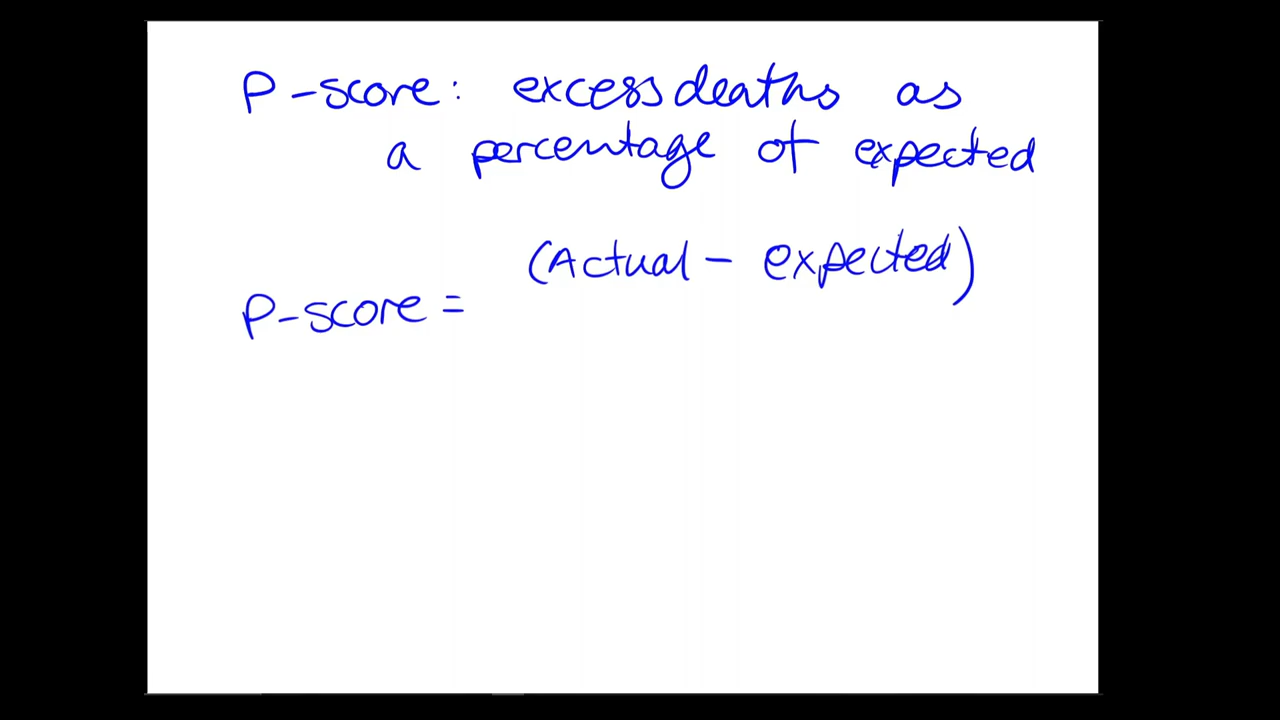 P-score: excess deaths as
a percentage of expected
(Actual - expected)
P-score =